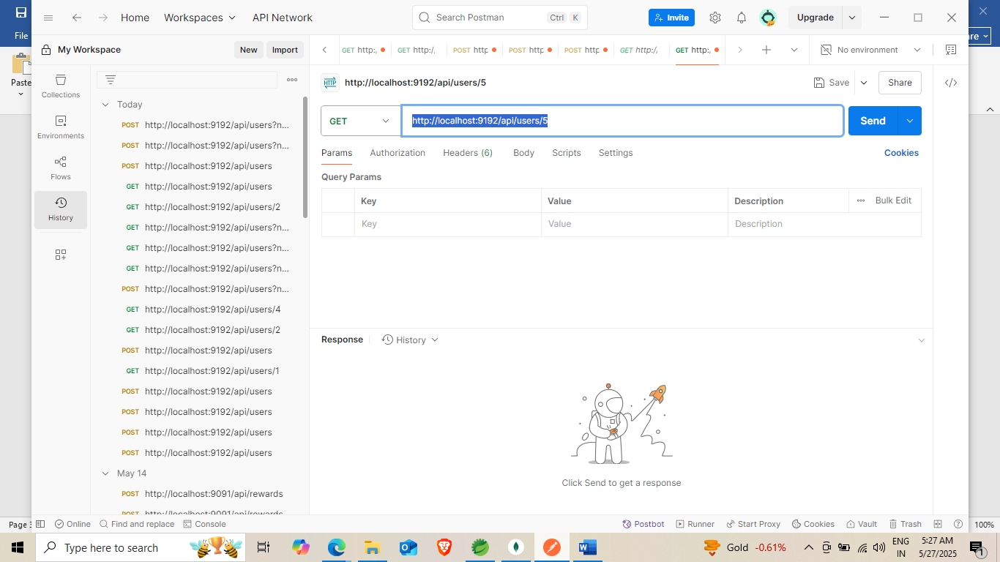 Home
Workspaces
API Network
Search Postman
Ctrl K
Invite
Upgrade
File
Paste
My Workspace
New
Import
GET http:,
GET http:/,
POST http
POST http
POST http
GET http:/,
GET http:,
No environment
Collections
Environments
Flows
History
Today
POST http://localhost:9192/api/users?n...
POST http://localhost:9192/api/users?n...
POST http://localhost:9192/api/users
GET http://localhost:9192/api/users
GET http://localhost:9192/api/users/2
GET http://localhost:9192/api/users?n...
GET http://localhost:9192/api/users?n...
GET http://localhost:9192/api/users?n...
POST http://localhost:9192/api/users?n...
GET http://localhost:9192/api/users/4
GET http://localhost:9192/api/users/2
POST http://localhost:9192/api/users
GET http://localhost:9192/api/users/1
POST http://localhost:9192/api/users
POST http://localhost:9192/api/users
POST http://localhost:9192/api/users
POST http://localhost:9192/api/users
May 14
POST http://localhost:9091/api/rewards
POST http://localhost:9091/api/rewards
HTTP http://localhost:9192/api/users/5
Save
Share
GET
http://localhost:9192/api/users/5
Send
Params
Authorization
Headers (6)
Body
Scripts
Settings
Cookies
Query Params
Key
Value
Description
Bulk Edit
Key
Value
Description
Response
History
Click Send to get a response
Page
Online
Find and replace
Console
Postbot
Runner
Start Proxy
Cookies
Vault
Trash
100%
Type here to search
Gold -0.61%
ENG
IN
5:27 AM
5/27/2025
1